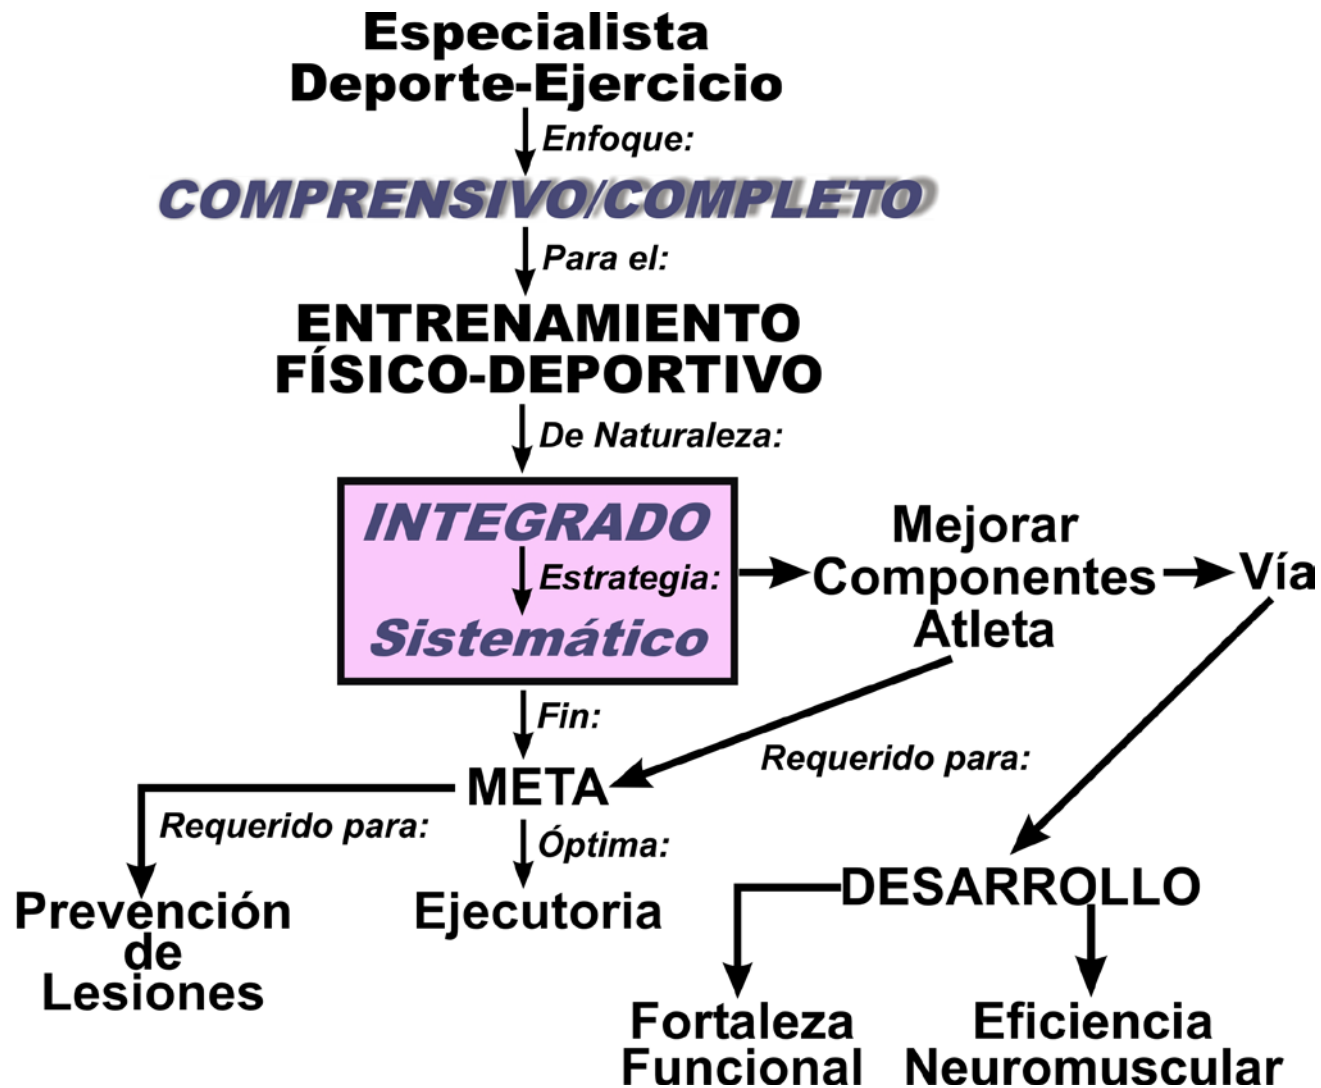 Especialista
Deporte-Ejercicio
Enfoque:
COMPRENSIVO/COMPLETO
Para el:
ENTRENAMIENTO
FÍSICO-DEPORTIVO
De Naturaleza:
INTEGRADO
Estrategia:
Sistemático
Mejorar
Componentes
Atleta
Vía
Fin:
META
Requerido para:
Requerido para:
Óptima:
Prevención
de
Lesiones
Ejecutoria
DESARROLLO
Fortaleza
Funcional
Eficiencia
Neuromuscular